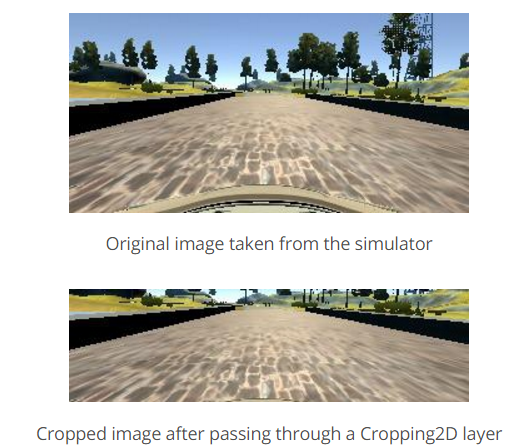 Original image taken from the simulator
Cropped image after passing through a Cropping2D layer